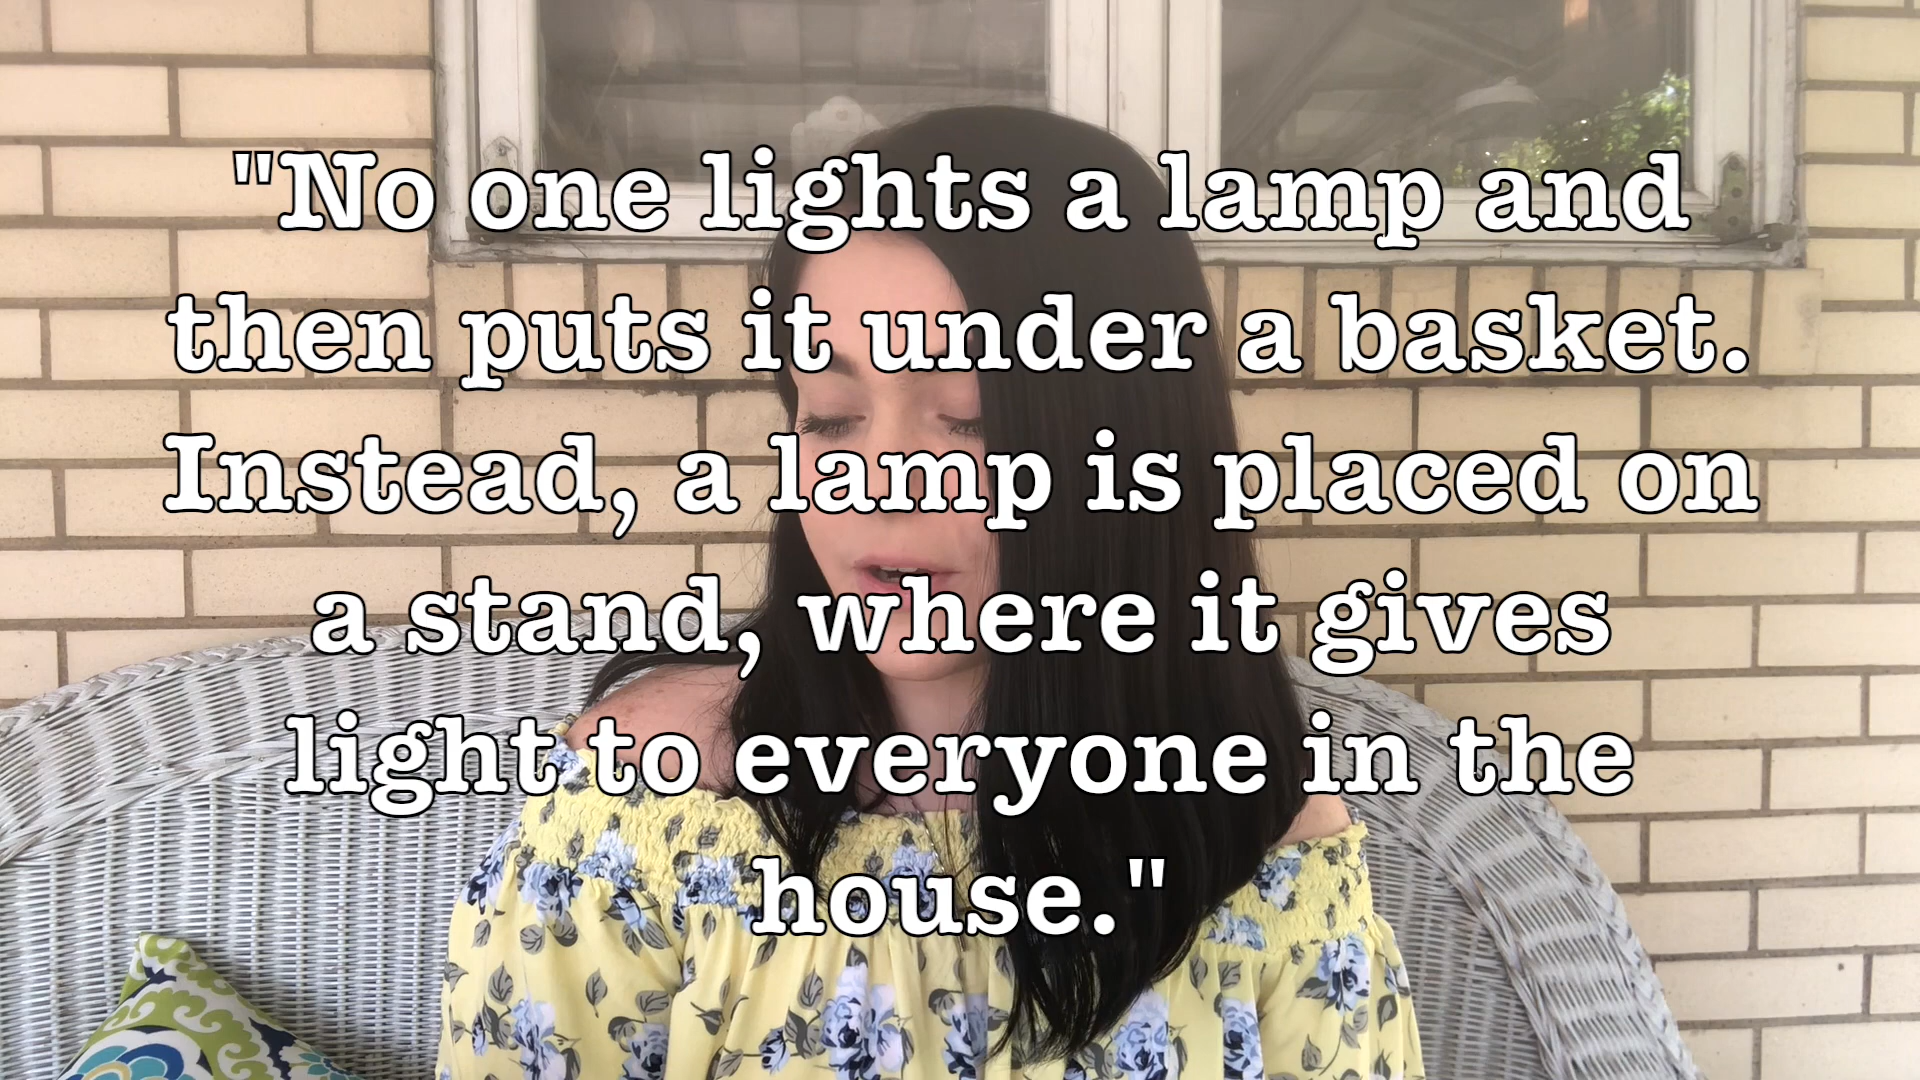 "No one lights a lamp and
then puts it under a basket.
Instead, a lamp is placed on
a stand, where it gives
light to everyone in the
house."